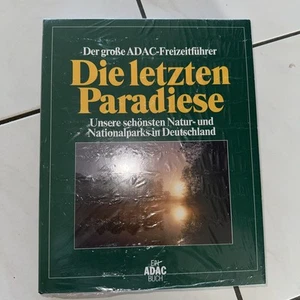 Der große ADAC-Freizeitführer
Die letzten
Paradiese
Unsere schönsten Natur- und
Nationalparks in Deutschland
EIN
ADAC
BUCH